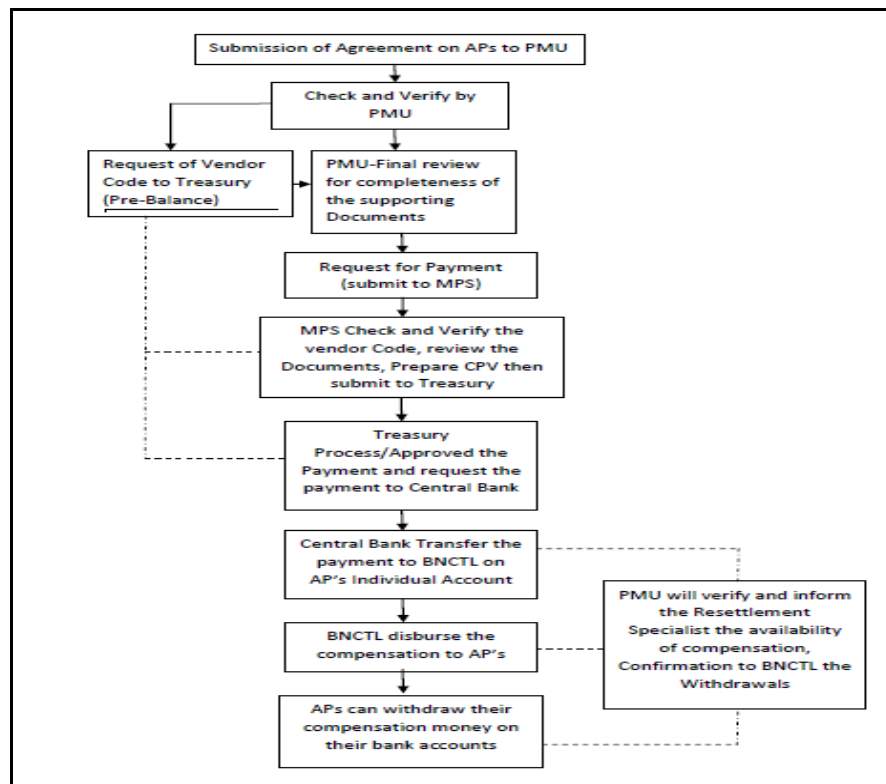 Submission of Agreement on APs to PMU
Check and Verify by
PMU
Request of Vendor
Code to Treasury
(Pre-Balance)
PMU-Final review
for completeness of
the supporting
Documents
Request for Payment
(submit to MPS)
MPS Check and Verify the
vendor Code, review the
Documents, Prepare CPV then
submit to Treasury
Treasury
Process/Approved the
Payment and request the
payment to Central Bank
Central Bank Transfer the
payment to BNCTL on
AP's Individual Account
PMU will verify and inform
the Resettlement
Specialist the availability
of compensation,
Confirmation to BNCTL the
Withdrawals
BNCTL disburse the
compensation to AP's
APs can withdraw their
compensation money on
their bank accounts